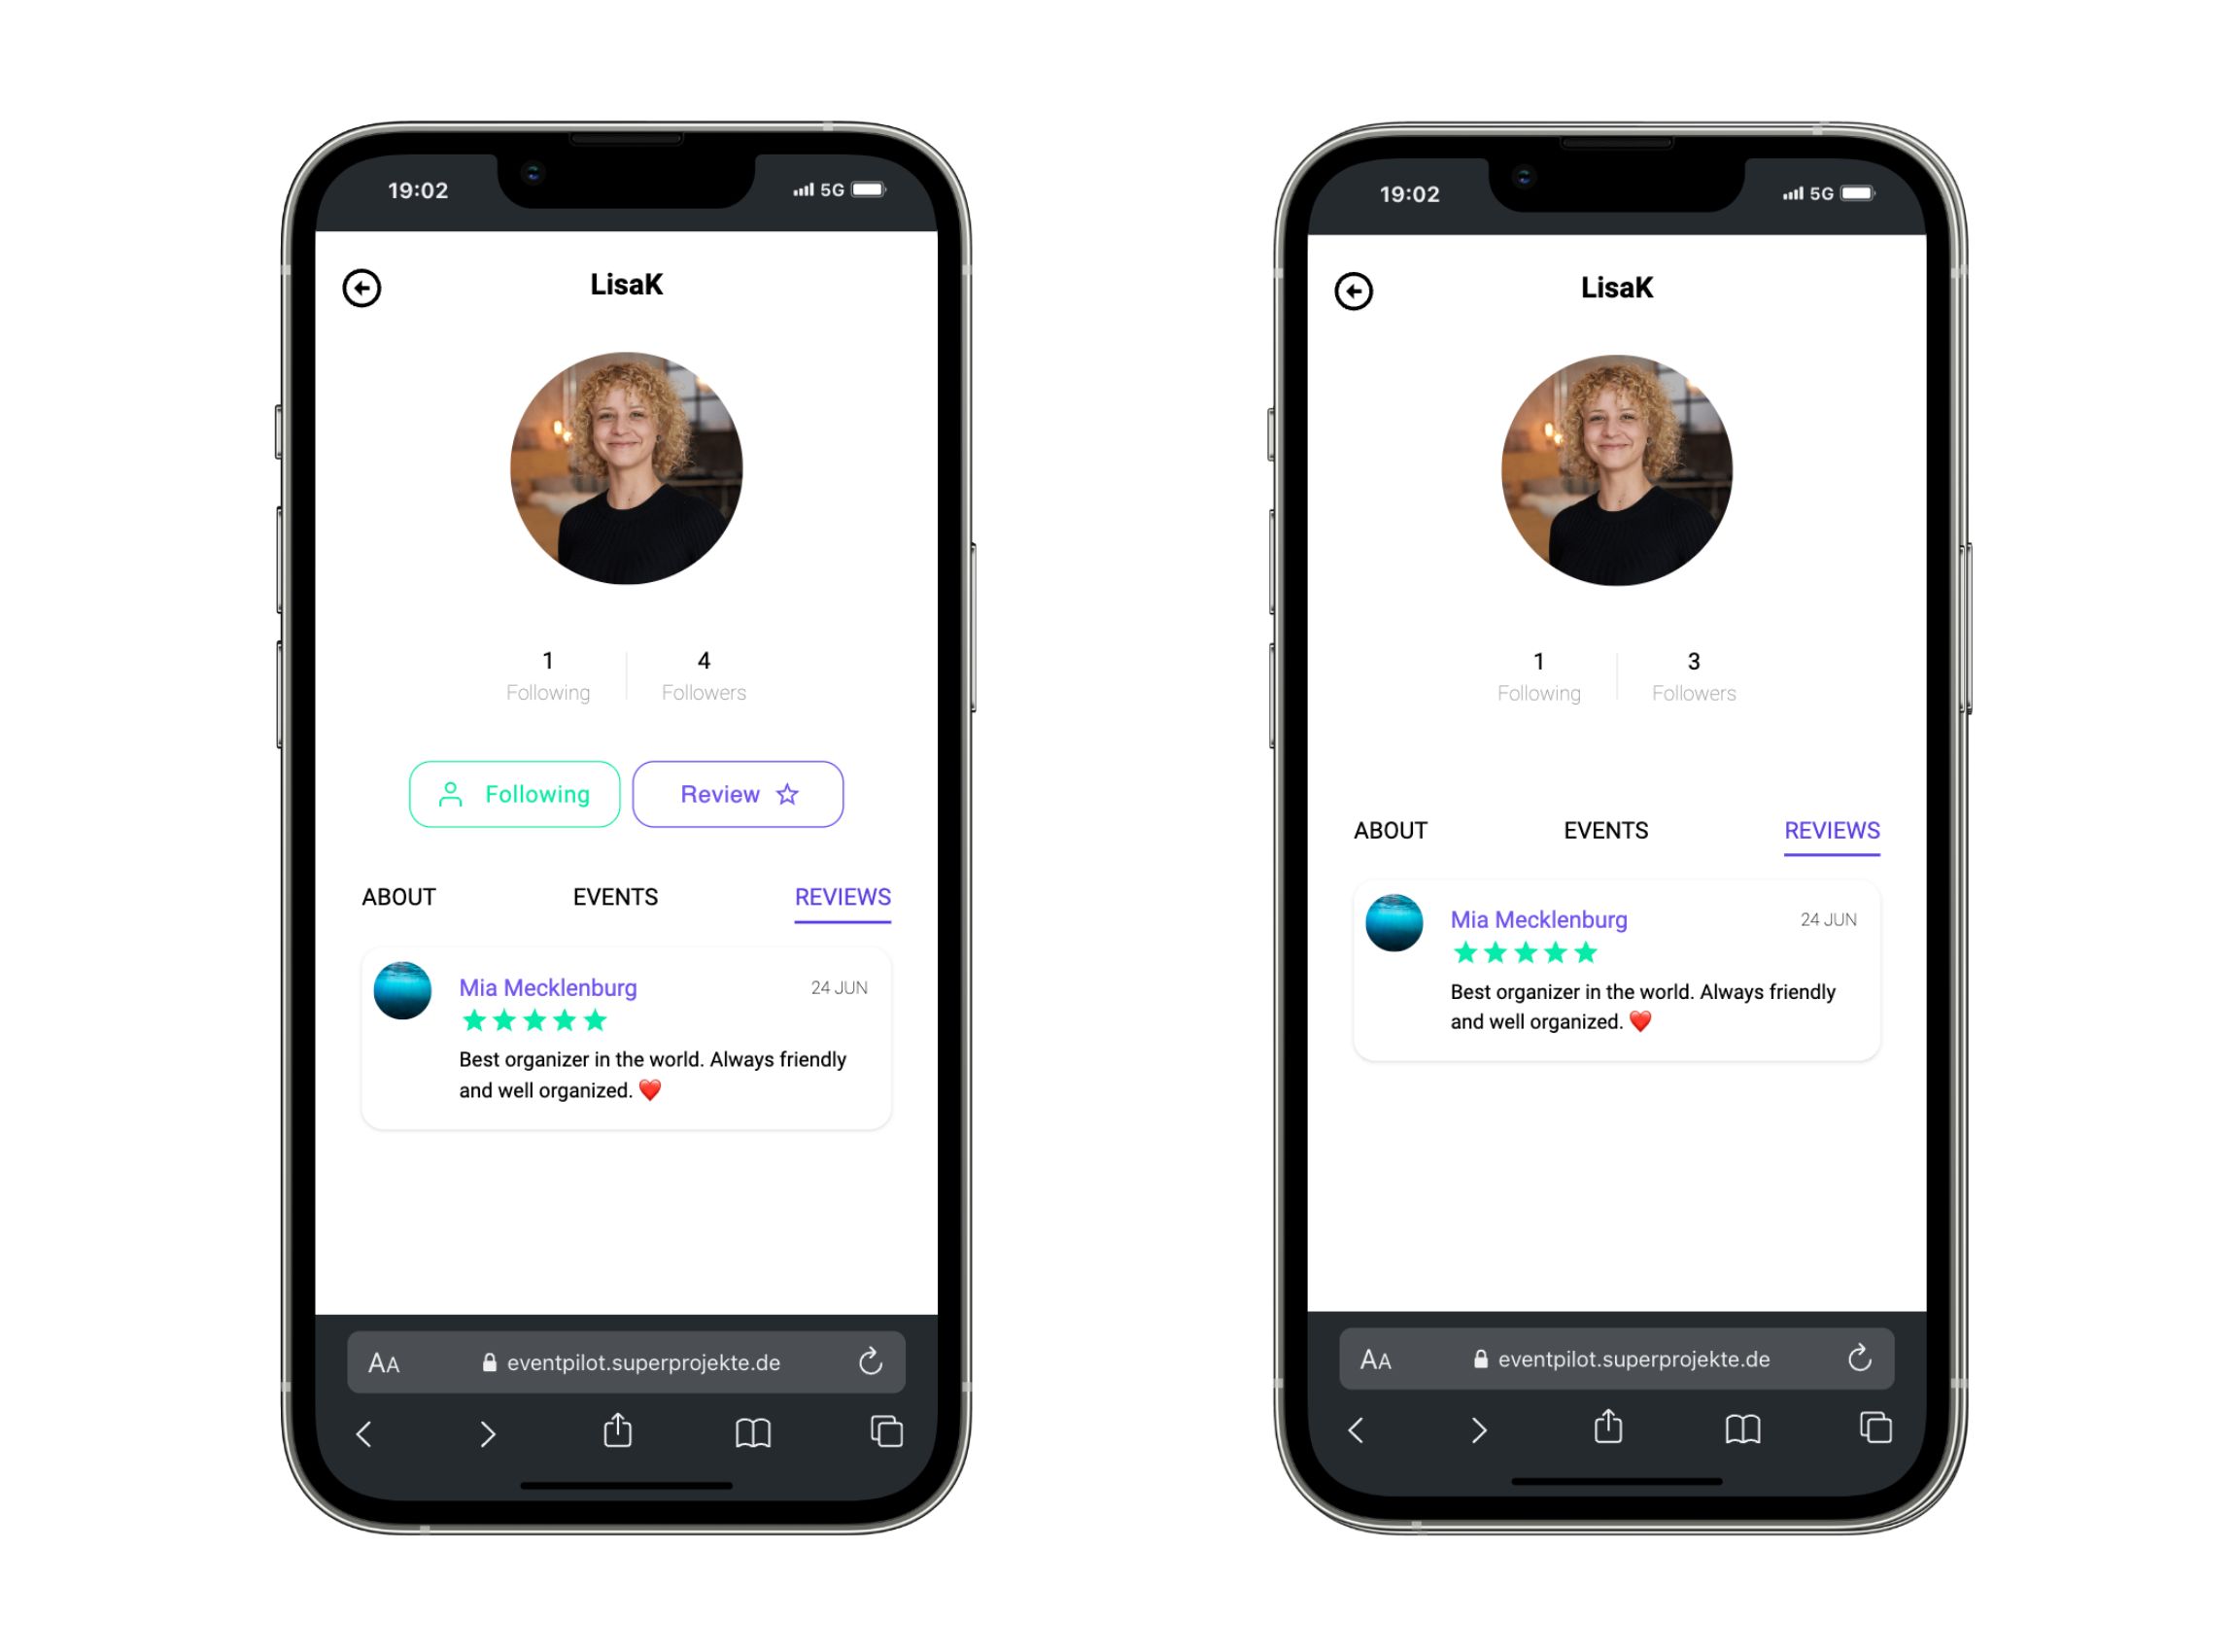 19:02
5G
LisaK
1
Following
4
Followers
Following
Review
ABOUT
EVENTS
REVIEWS
Mia Mecklenburg
24 JUN
Best organizer in the world. Always friendly
and well organized. ❤️
AA
eventpilot.superprojekte.de
19:02
5G
LisaK
1
Following
3
Followers
ABOUT
EVENTS
REVIEWS
Mia Mecklenburg
24 JUN
Best organizer in the world. Always friendly
and well organized. ❤️
AA
eventpilot.superprojekte.de